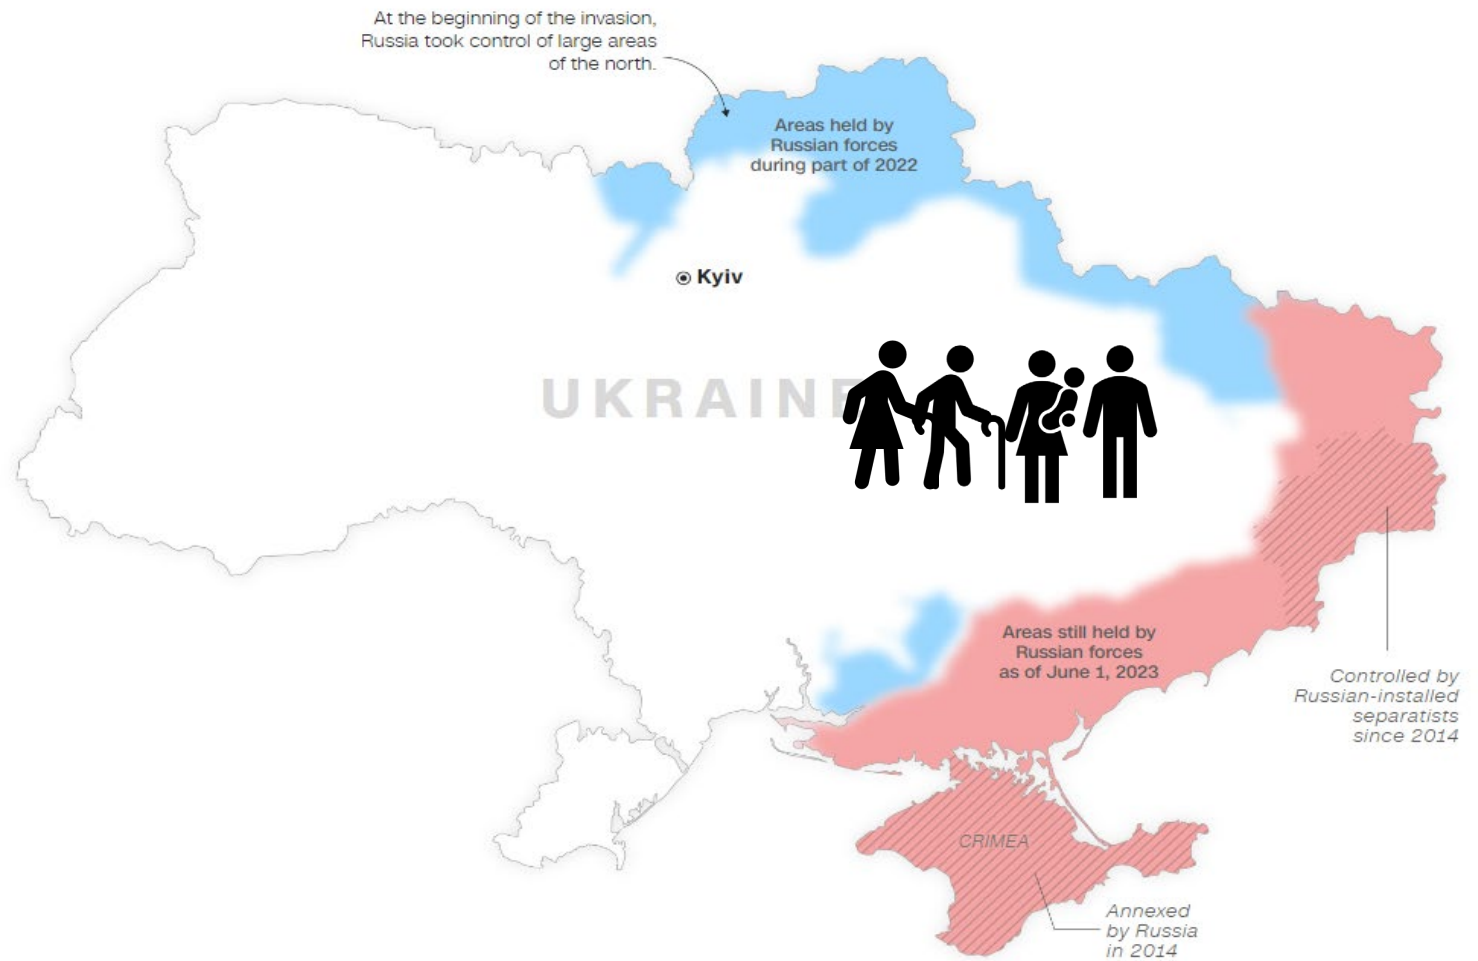 At the beginning of the invasion,
Russia took control of large areas
of the north.
Areas held by
Russian forces
during part of 2022
Kyiv
UKRAINE
Areas still held by
Russian forces
as of June 1, 2023
Controlled by
Russian-installed
separatists
since 2014
CRIMEA
Annexed
by Russia
in 2014